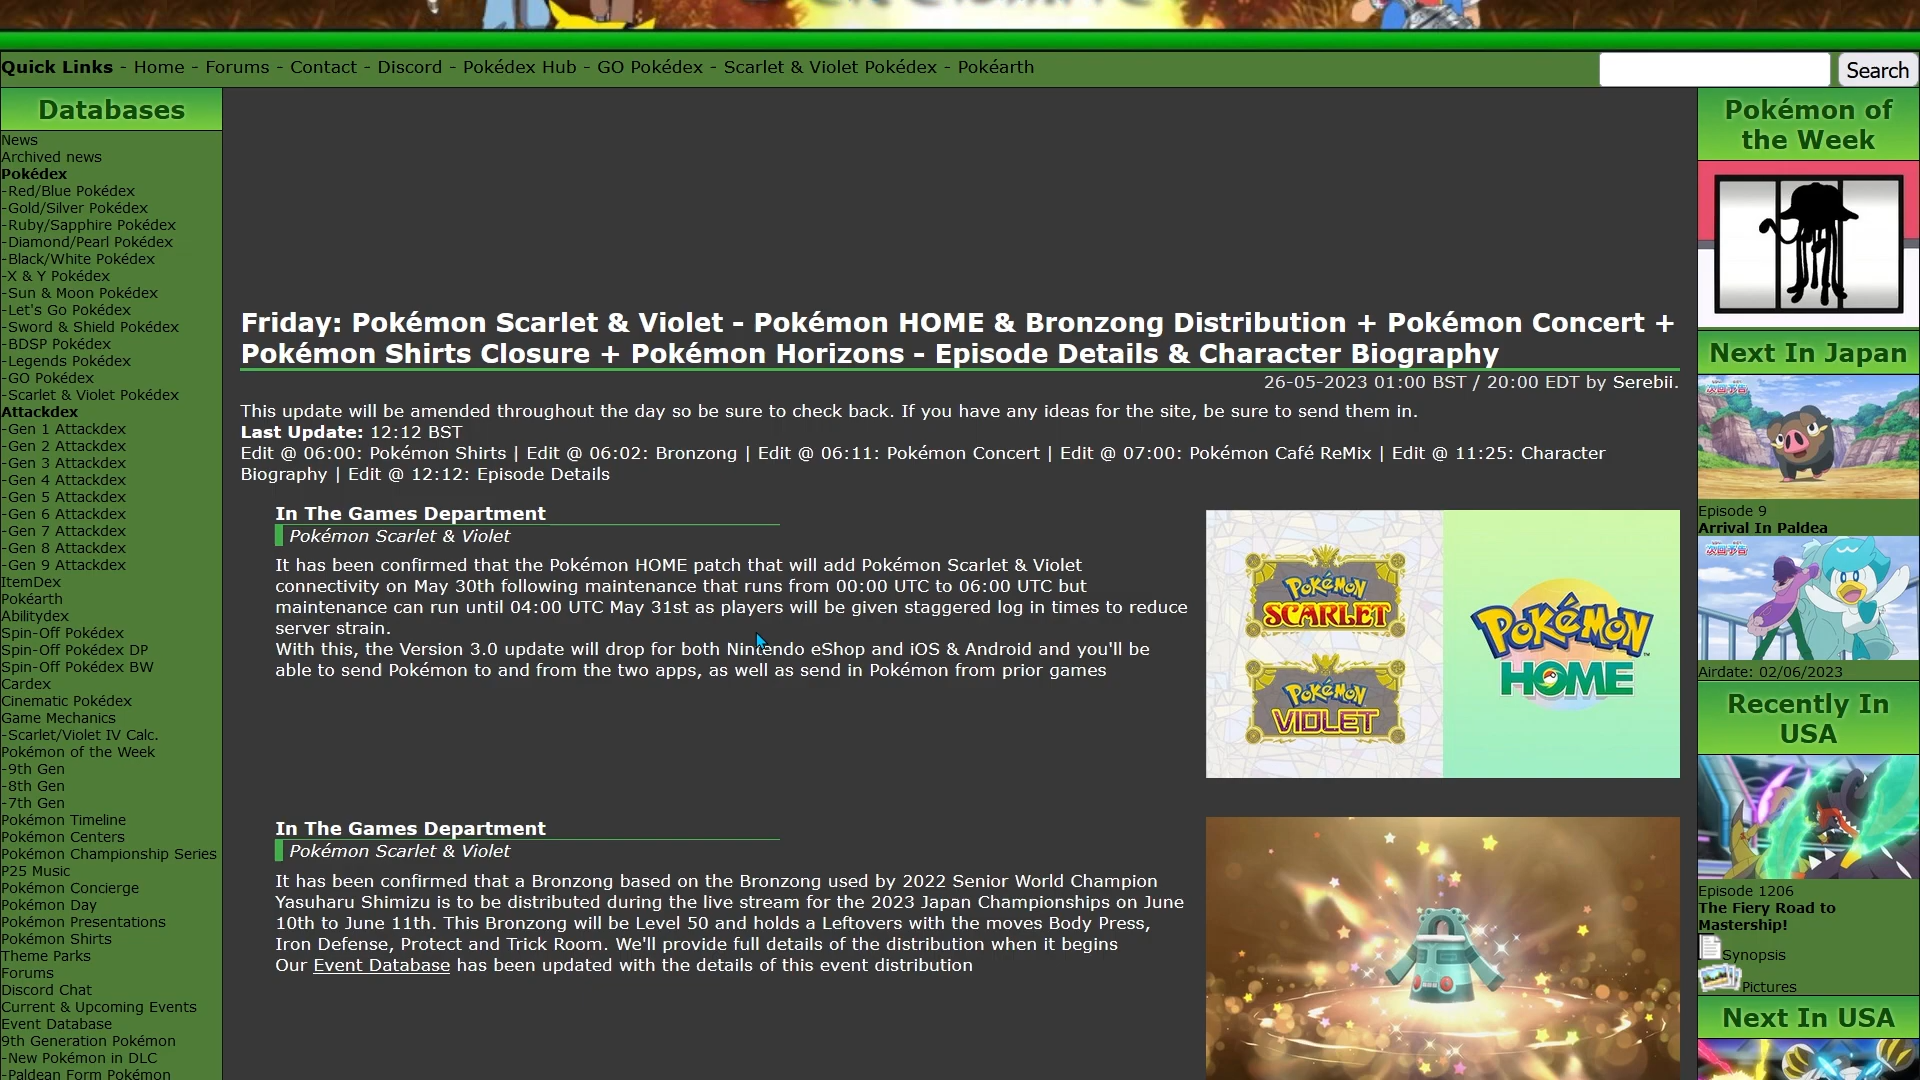 Quick Links - Home - Forums - Contact - Discord - Pokédex Hub - GO Pokédex - Scarlet & Violet Pokédex - Pokéarth
Search
Databases
News
Archived news
Pokédex
-Red/Blue Pokédex
-Gold/Silver Pokédex
-Ruby/Sapphire Pokédex
-Diamond/Pearl Pokédex
-Black/White Pokédex
-X & Y Pokédex
-Sun & Moon Pokédex
-Let's Go Pokédex
-Sword & Shield Pokédex
-BDSP Pokédex
-Legends Pokédex
-GO Pokédex
-Scarlet & Violet Pokédex
Attackdex
-Gen 1 Attackdex
-Gen 2 Attackdex
-Gen 3 Attackdex
-Gen 4 Attackdex
-Gen 5 Attackdex
-Gen 6 Attackdex
-Gen 7 Attackdex
-Gen 8 Attackdex
-Gen 9 Attackdex
ItemDex
Pokéarth
Abilitydex
Spin-Off Pokédex
Spin-Off Pokédex DP
Spin-Off Pokédex BW
Cardex
Cinematic Pokédex
Game Mechanics
-Scarlet/Violet IV Calc.
Pokémon of the Week
-9th Gen
-8th Gen
-7th Gen
Pokémon Timeline
Pokémon Centers
Pokémon Championship Series
P25 Music
Pokémon Concierge
Pokémon Day
Pokémon Presentations
Pokémon Shirts
Theme Parks
Forums
Discord Chat
Current & Upcoming Events
Event Database
9th Generation Pokémon
-New Pokémon in DLC
-Paldean Form Pokémon
Friday: Pokémon Scarlet & Violet - Pokémon HOME & Bronzong Distribution + Pokémon Concert +
Pokémon Shirts Closure + Pokémon Horizons - Episode Details & Character Biography
26-05-2023 01:00 BST / 20:00 EDT by Serebii.
This update will be amended throughout the day so be sure to check back. If you have any ideas for the site, be sure to send them in.
Last Update: 12:12 BST
Edit @ 06:00: Pokémon Shirts | Edit @ 06:02: Bronzong | Edit @ 06:11: Pokémon Concert | Edit @ 07:00: Pokémon Café ReMix | Edit @ 11:25: Character
Biography | Edit @ 12:12: Episode Details
In The Games Department
Pokémon Scarlet & Violet
It has been confirmed that the Pokémon HOME patch that will add Pokémon Scarlet & Violet
connectivity on May 30th following maintenance that runs from 00:00 UTC to 06:00 UTC but
maintenance can run until 04:00 UTC May 31st as players will be given staggered log in times to reduce
server strain.
With this, the Version 3.0 update will drop for both Nintendo eShop and iOS & Android and you'll be
able to send Pokémon to and from the two apps, as well as send in Pokémon from prior games
POKÉMON
SCARLET
POKÉMON
VIOLET
POKÉMON
HOME
In The Games Department
Pokémon Scarlet & Violet
It has been confirmed that a Bronzong based on the Bronzong used by 2022 Senior World Champion
Yasuharu Shimizu is to be distributed during the live stream for the 2023 Japan Championships on June
10th to June 11th. This Bronzong will be Level 50 and holds a Leftovers with the moves Body Press,
Iron Defense, Protect and Trick Room. We'll provide full details of the distribution when it begins
Our Event Database has been updated with the details of this event distribution
Pokémon of
the Week
Next In Japan
次回予告
Episode 9
Arrival In Paldea
次回予告
Airdate: 02/06/2023
Recently In
USA
Episode 1206
The Fiery Road to
Mastership!
Synopsis
Pictures
Next In USA